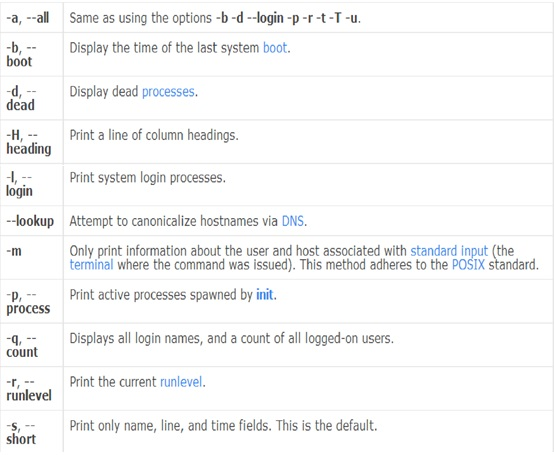 -a, --all Same as using the options -b -d --login -p -r -t -T -u.
-b, --
boot Display the time of the last system boot.
-d, --
dead Display dead processes.
-H, --
heading Print a line of column headings.
-l, --
login Print system login processes.
--lookup Attempt to canonicalize hostnames via DNS.
-m Only print information about the user and host associated with standard input (the
terminal where the command was issued). This method adheres to the POSIX standard.
-p, --
process Print active processes spawned by init.
-q, --
count Displays all login names, and a count of all logged-on users.
-r, --
runlevel Print the current runlevel.
-s, --
short Print only name, line, and time fields. This is the default.